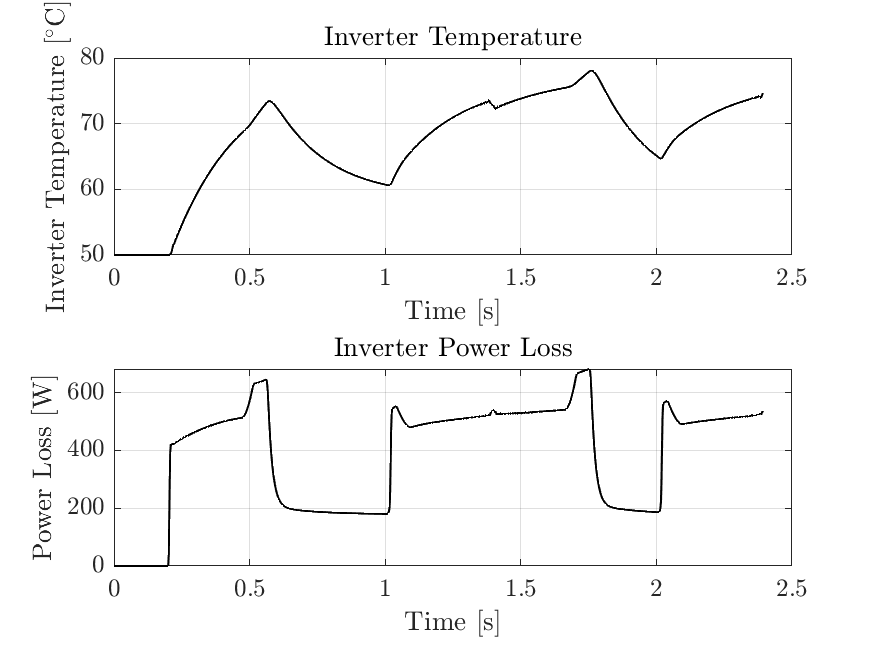 Inverter Temperature
Inverter Temperature [°C]
80
70
60
50
0 0.5 1 1.5 2 2.5
Time [s]
Inverter Power Loss
Power Loss [W]
600
400
200
0
0 0.5 1 1.5 2 2.5
Time [s]